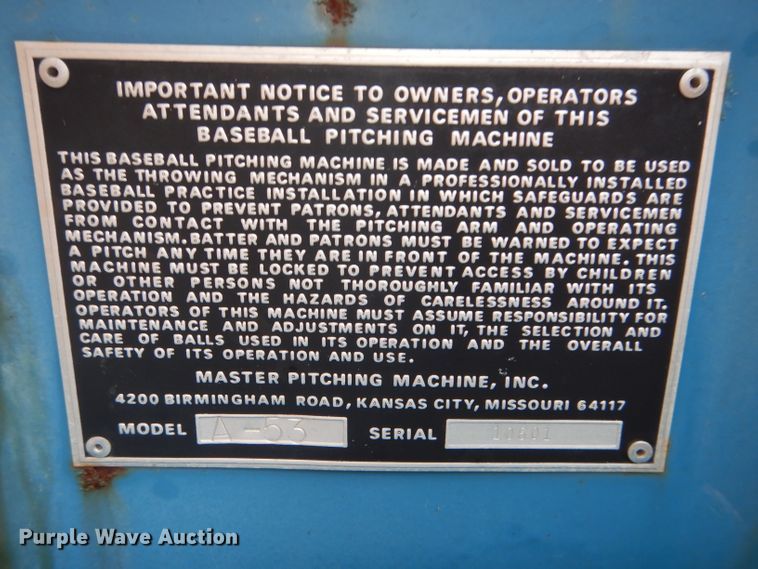 IMPORTANT NOTICE TO OWNERS, OPERATORS
ATTENDANTS AND SERVICEMEN OF THIS
BASEBALL PITCHING MACHINE
THIS BASEBALL PITCHING MACHINE IS MADE AND SOLD TO BE USED
AS THE THROWING MECHANISM IN A PROFESSIONALLY INSTALLED
BASEBALL PRACTICE INSTALLATION IN WHICH SAFEGUARDS ARE
PROVIDED TO PREVENT PATRONS, ATTENDANTS AND SERVICEMEN
FROM CONTACT WITH THE PITCHING ARM AND OPERATING
MECHANISM. BATTER AND PATRONS MUST BE WARNED TO EXPECT
A PITCH ANY TIME THEY ARE IN FRONT OF THE MACHINE. THIS
MACHINE MUST BE LOCKED TO PREVENT ACCESS BY CHILDREN
OR OTHER PERSONS NOT THOROUGHLY FAMILIAR WITH ITS
OPERATION AND THE HAZARDS OF CARELESSNESS AROUND IT.
OPERATORS OF THIS MACHINE MUST ASSUME RESPONSIBILITY FOR
MAINTENANCE AND ADJUSTMENTS ON IT, THE SELECTION AND
CARE OF BALLS USED IN ITS OPERATION AND THE OVERALL
SAFETY OF ITS OPERATION AND USE.
MASTER PITCHING MACHINE, INC.
4200 BIRMINGHAM ROAD, KANSAS CITY, MISSOURI 64117
MODEL A-53 SERIAL
Purple Wave Auction